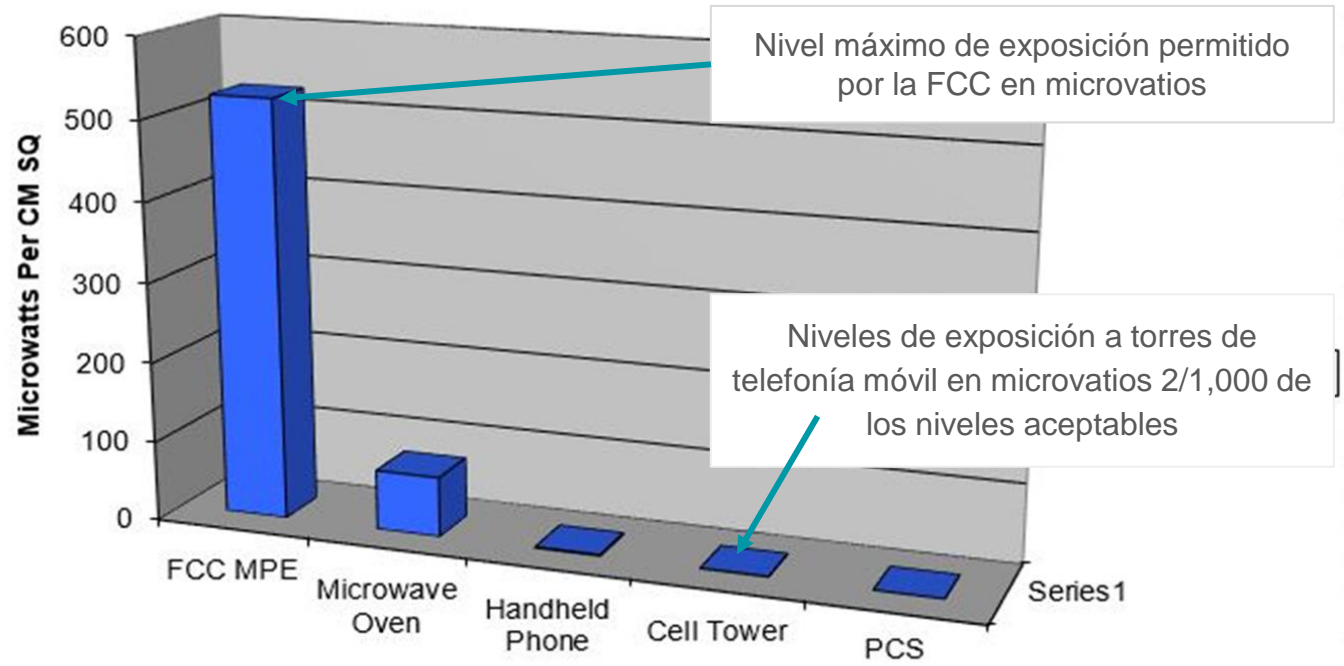 Nivel máximo de exposición permitido
por la FCC en microvatios
600
500
400
300
200
100
0
Microwatts Per CM SQ
Niveles de exposición a torres de
telefonía móvil en microvatios 2/1,000 de
los niveles aceptables
FCC MPE
Microwave
Oven
Handheld
Phone
Cell Tower
PCS
Series1